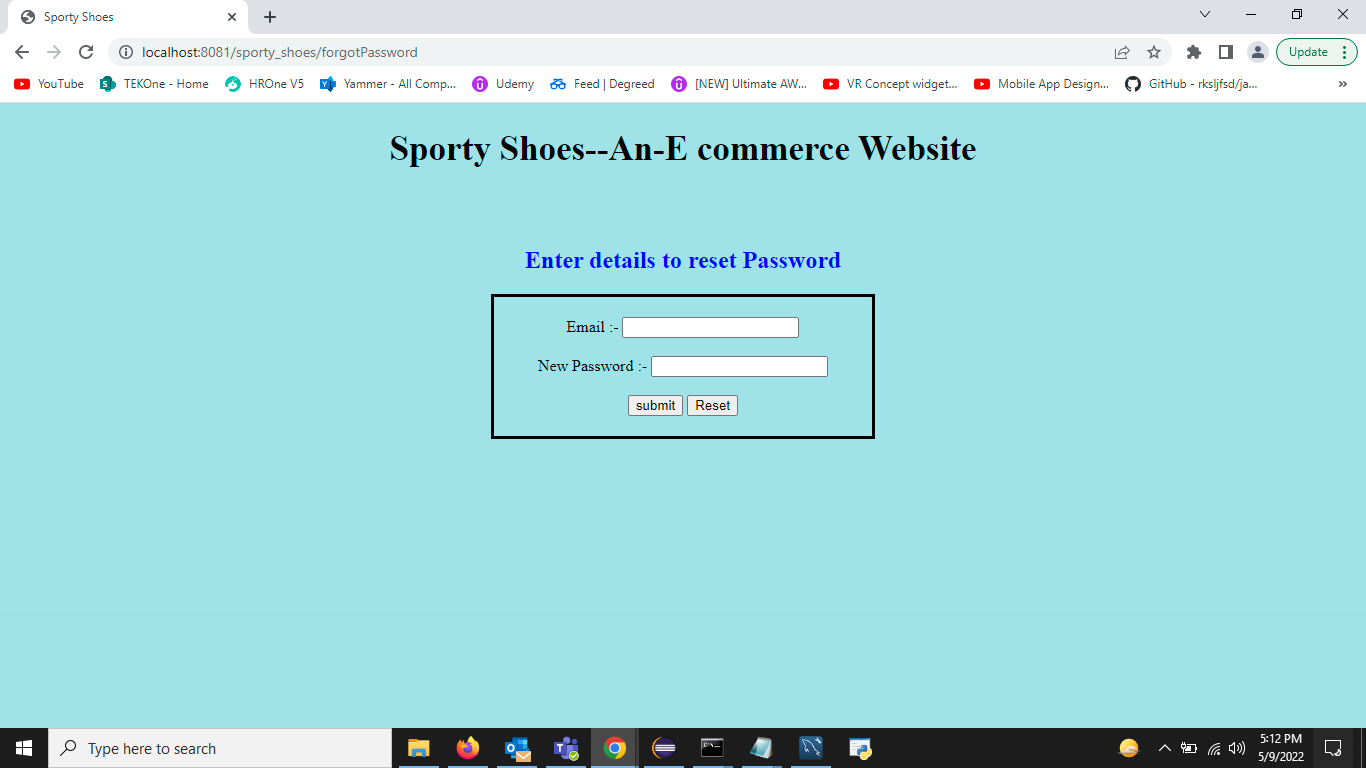 Sporty Shoes
localhost:8081/sporty_shoes/forgotPassword
Update
YouTube TEKOne - Home HROne V5 Yammer - All Comp... Udemy Feed | Degreed [NEW] Ultimate AW... VR Concept widget... Mobile App Design... GitHub - rksljfsd/ja... »
Sporty Shoes--An-E commerce Website
Enter details to reset Password
Email :-
New Password :-
submit Reset
Type here to search
5:12 PM
5/9/2022